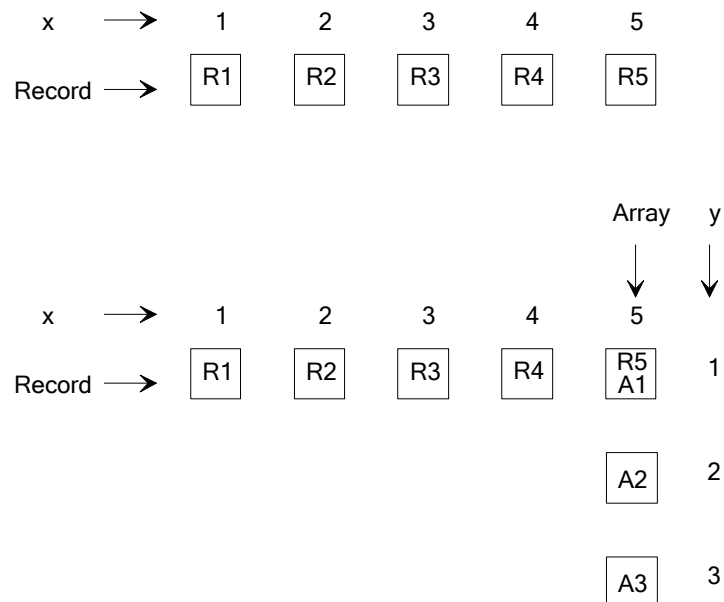 x 1 2 3 4 5
Record R1 R2 R3 R4 R5
Array y
x 1 2 3 4 5
Record R1 R2 R3 R4 R5 1
A1
A2 2
A3 3